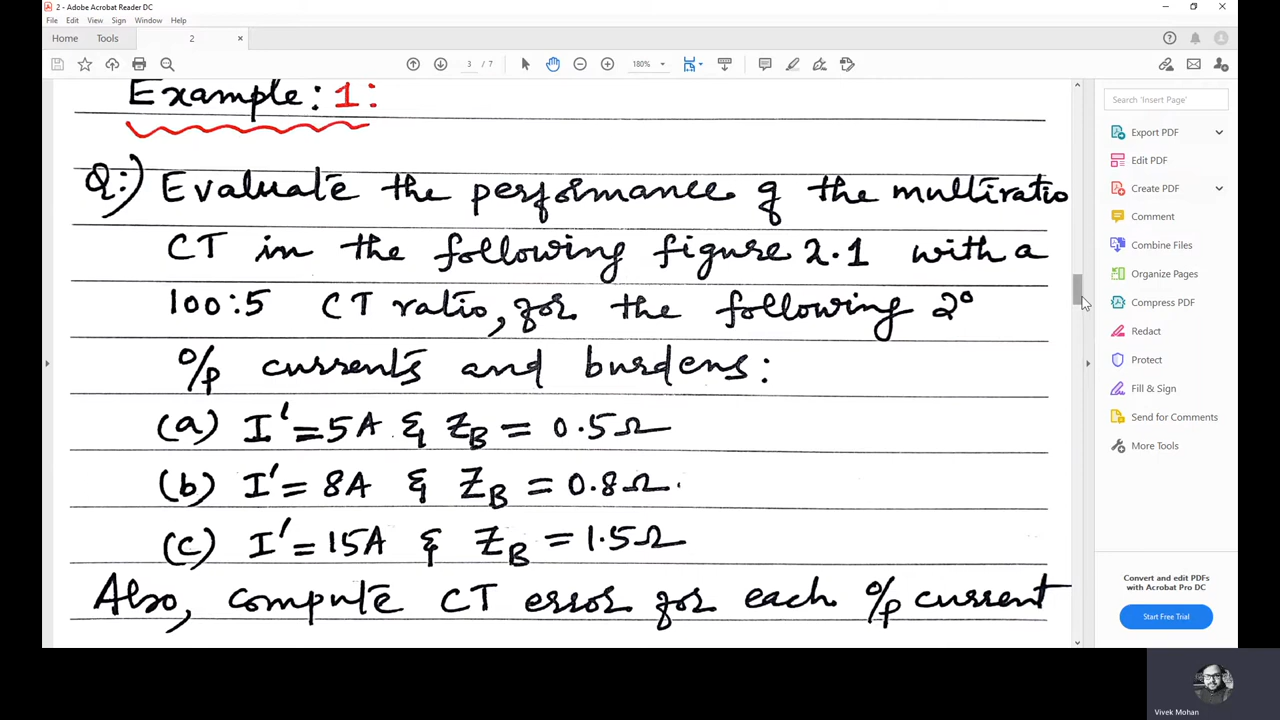 2 - Adobe Acrobat Reader DC
File Edit View Sign Window Help
Home Tools 2 ×
3 / 7 180%
Example: 1:
Q:) Evaluate the performance of the multiratio
CT in the following figure 2.1 with a
100:5 CT ratio, for the following 2°
o/p currents and burdens:
(a) I' = 5A & ZB = 0.5Ω
(b) I' = 8A & ZB = 0.8Ω.
(c) I' = 15A & ZB = 1.5Ω
Also, compute CT error for each o/p current
Search 'Insert Page'
Export PDF
Edit PDF
Create PDF
Comment
Combine Files
Organize Pages
Compress PDF
Redact
Protect
Fill & Sign
Send for Comments
More Tools
Convert and edit PDFs
with Acrobat Pro DC
Start Free Trial
Vivek Mohan